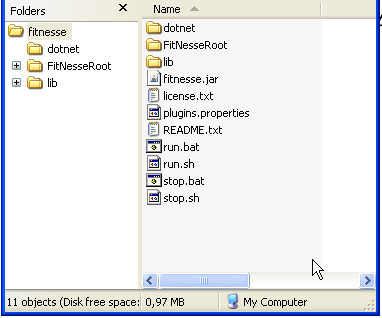 Folders
fitnesse
dotnet
FitNesseRoot
lib
Name
dotnet
FitNesseRoot
lib
fitnesse.jar
license.txt
plugins.properties
README.txt
run.bat
run.sh
stop.bat
stop.sh
11 objects (Disk free space: 0,97 MB My Computer